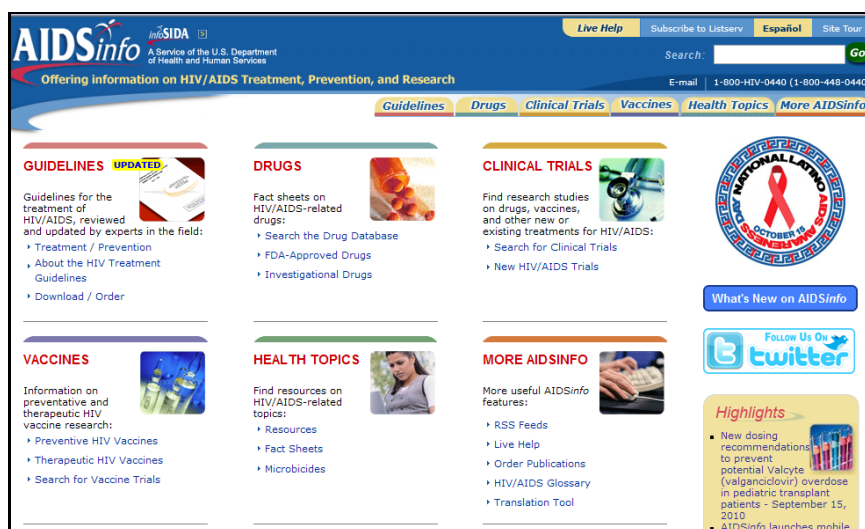 AIDSinfo
infoSIDA
A Service of the U.S. Department
of Health and Human Services
Offering information on HIV/AIDS Treatment, Prevention, and Research
Live Help
Subscribe to Listserv
Español
Site Tour
Search:
Go
E-mail
1-800-HIV-0440 (1-800-448-0440
Guidelines
Drugs
Clinical Trials
Vaccines
Health Topics
More AIDSinfo
GUIDELINES UPDATED
Guidelines for the
treatment of
HIV/AIDS, reviewed
and updated by experts in the field:
Treatment / Prevention
About the HIV Treatment
Guidelines
Download / Order
DRUGS
Fact sheets on
HIV/AIDS-related
drugs:
Search the Drug Database
FDA-Approved Drugs
Investigational Drugs
CLINICAL TRIALS
Find research studies
on drugs, vaccines,
and other new or
existing treatments for HIV/AIDS:
Search for Clinical Trials
New HIV/AIDS Trials
NATIONAL LATINO
AIDS AWARENESS DAY
OCTOBER 15
What's New on AIDSinfo
FOLLOW US ON
twitter
VACCINES
Information on
preventative and
therapeutic HIV
vaccine research:
Preventive HIV Vaccines
Therapeutic HIV Vaccines
Search for Vaccine Trials
HEALTH TOPICS
Find resources on
HIV/AIDS-related
topics:
Resources
Fact Sheets
Microbicides
MORE AIDSINFO
More useful AIDSinfo
features:
RSS Feeds
Live Help
Order Publications
HIV/AIDS Glossary
Translation Tool
Highlights
New dosing
recommendations
to prevent
potential Valcyte
(valganciclovir) overdose
in pediatric transplant
patients - September 15,
2010
AIDSinfo launches mobile